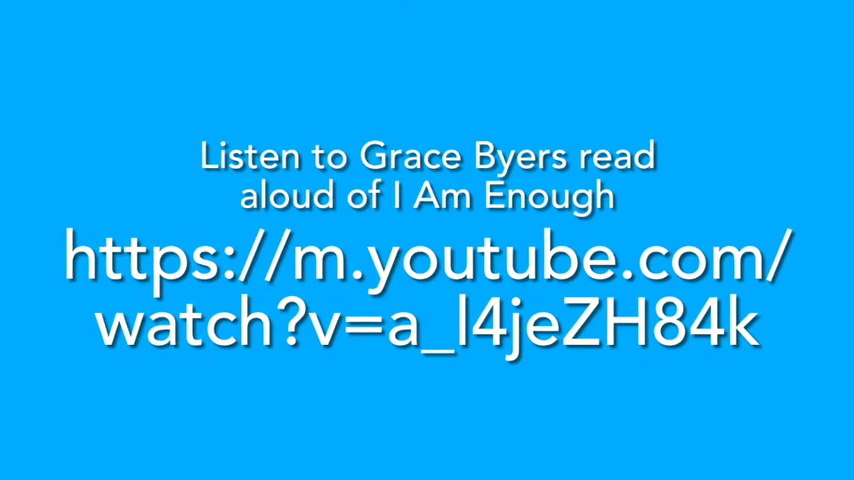 Listen to Grace Byers read
aloud of I Am Enough
https://m.youtube.com/
watch?v=a_l4jeZH84k